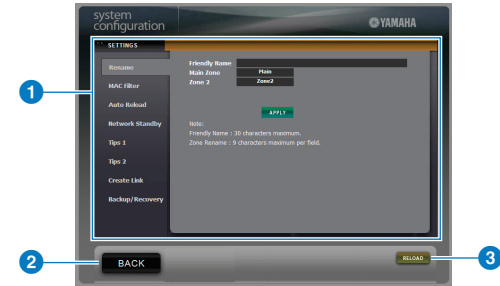 system
configuration
YAMAHA
SETTINGS
Rename
MAC Filter
Auto Reload
Network Standby
Tips 1
Tips 2
Create Link
Backup/Recovery
Friendly Name
Main Zone Main
Zone 2 Zone2
APPLY
Note:
Friendly Name : 30 characters maximum.
Zone Rename : 9 characters maximum per field.
BACK
RELOAD
1
2
3